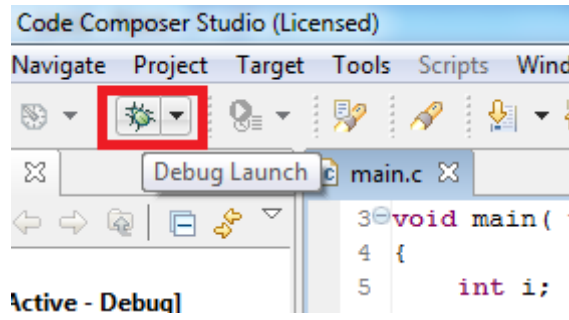 Code Composer Studio (Licensed)
Navigate Project Target Tools Scripts
Debug Launch
main.c
3 void main(
4 {
5 int i;
Active - Debug]